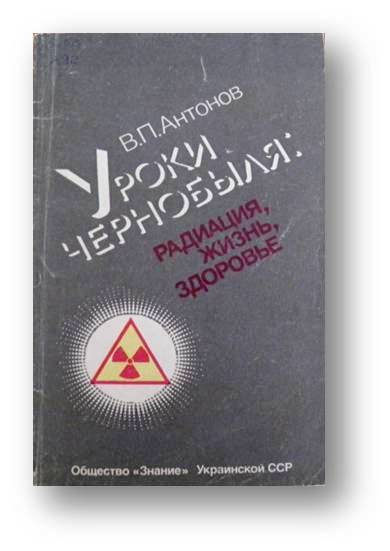 В.П.Антонов
Уроки
Чернобыля:
РАДИАЦИЯ,
ЖИЗНЬ,
ЗДОРОВЬЕ
Общество «Знание» Украинской ССР